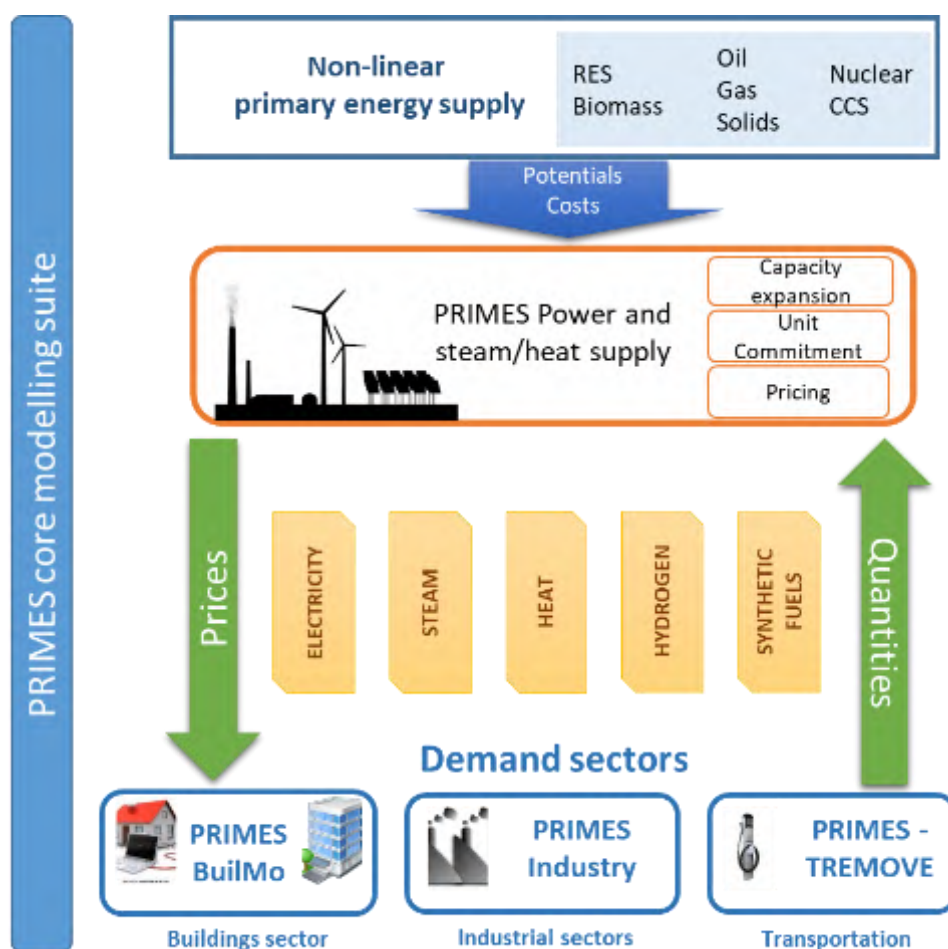 PRIMES core modelling suite
Non-linear
primary energy supply
RES
Biomass
Oil
Gas
Solids
Nuclear
CCS
Potentials
Costs
PRIMES Power and
steam/heat supply
Capacity
expansion
Unit
Commitment
Pricing
Prices
ELECTRICITY
STEAM
HEAT
HYDROGEN
SYNTHETIC
FUELS
Quantities
Demand sectors
PRIMES
BuilMo
PRIMES
Industry
PRIMES -
TREMOVE
Buildings sector
Industrial sectors
Transportation